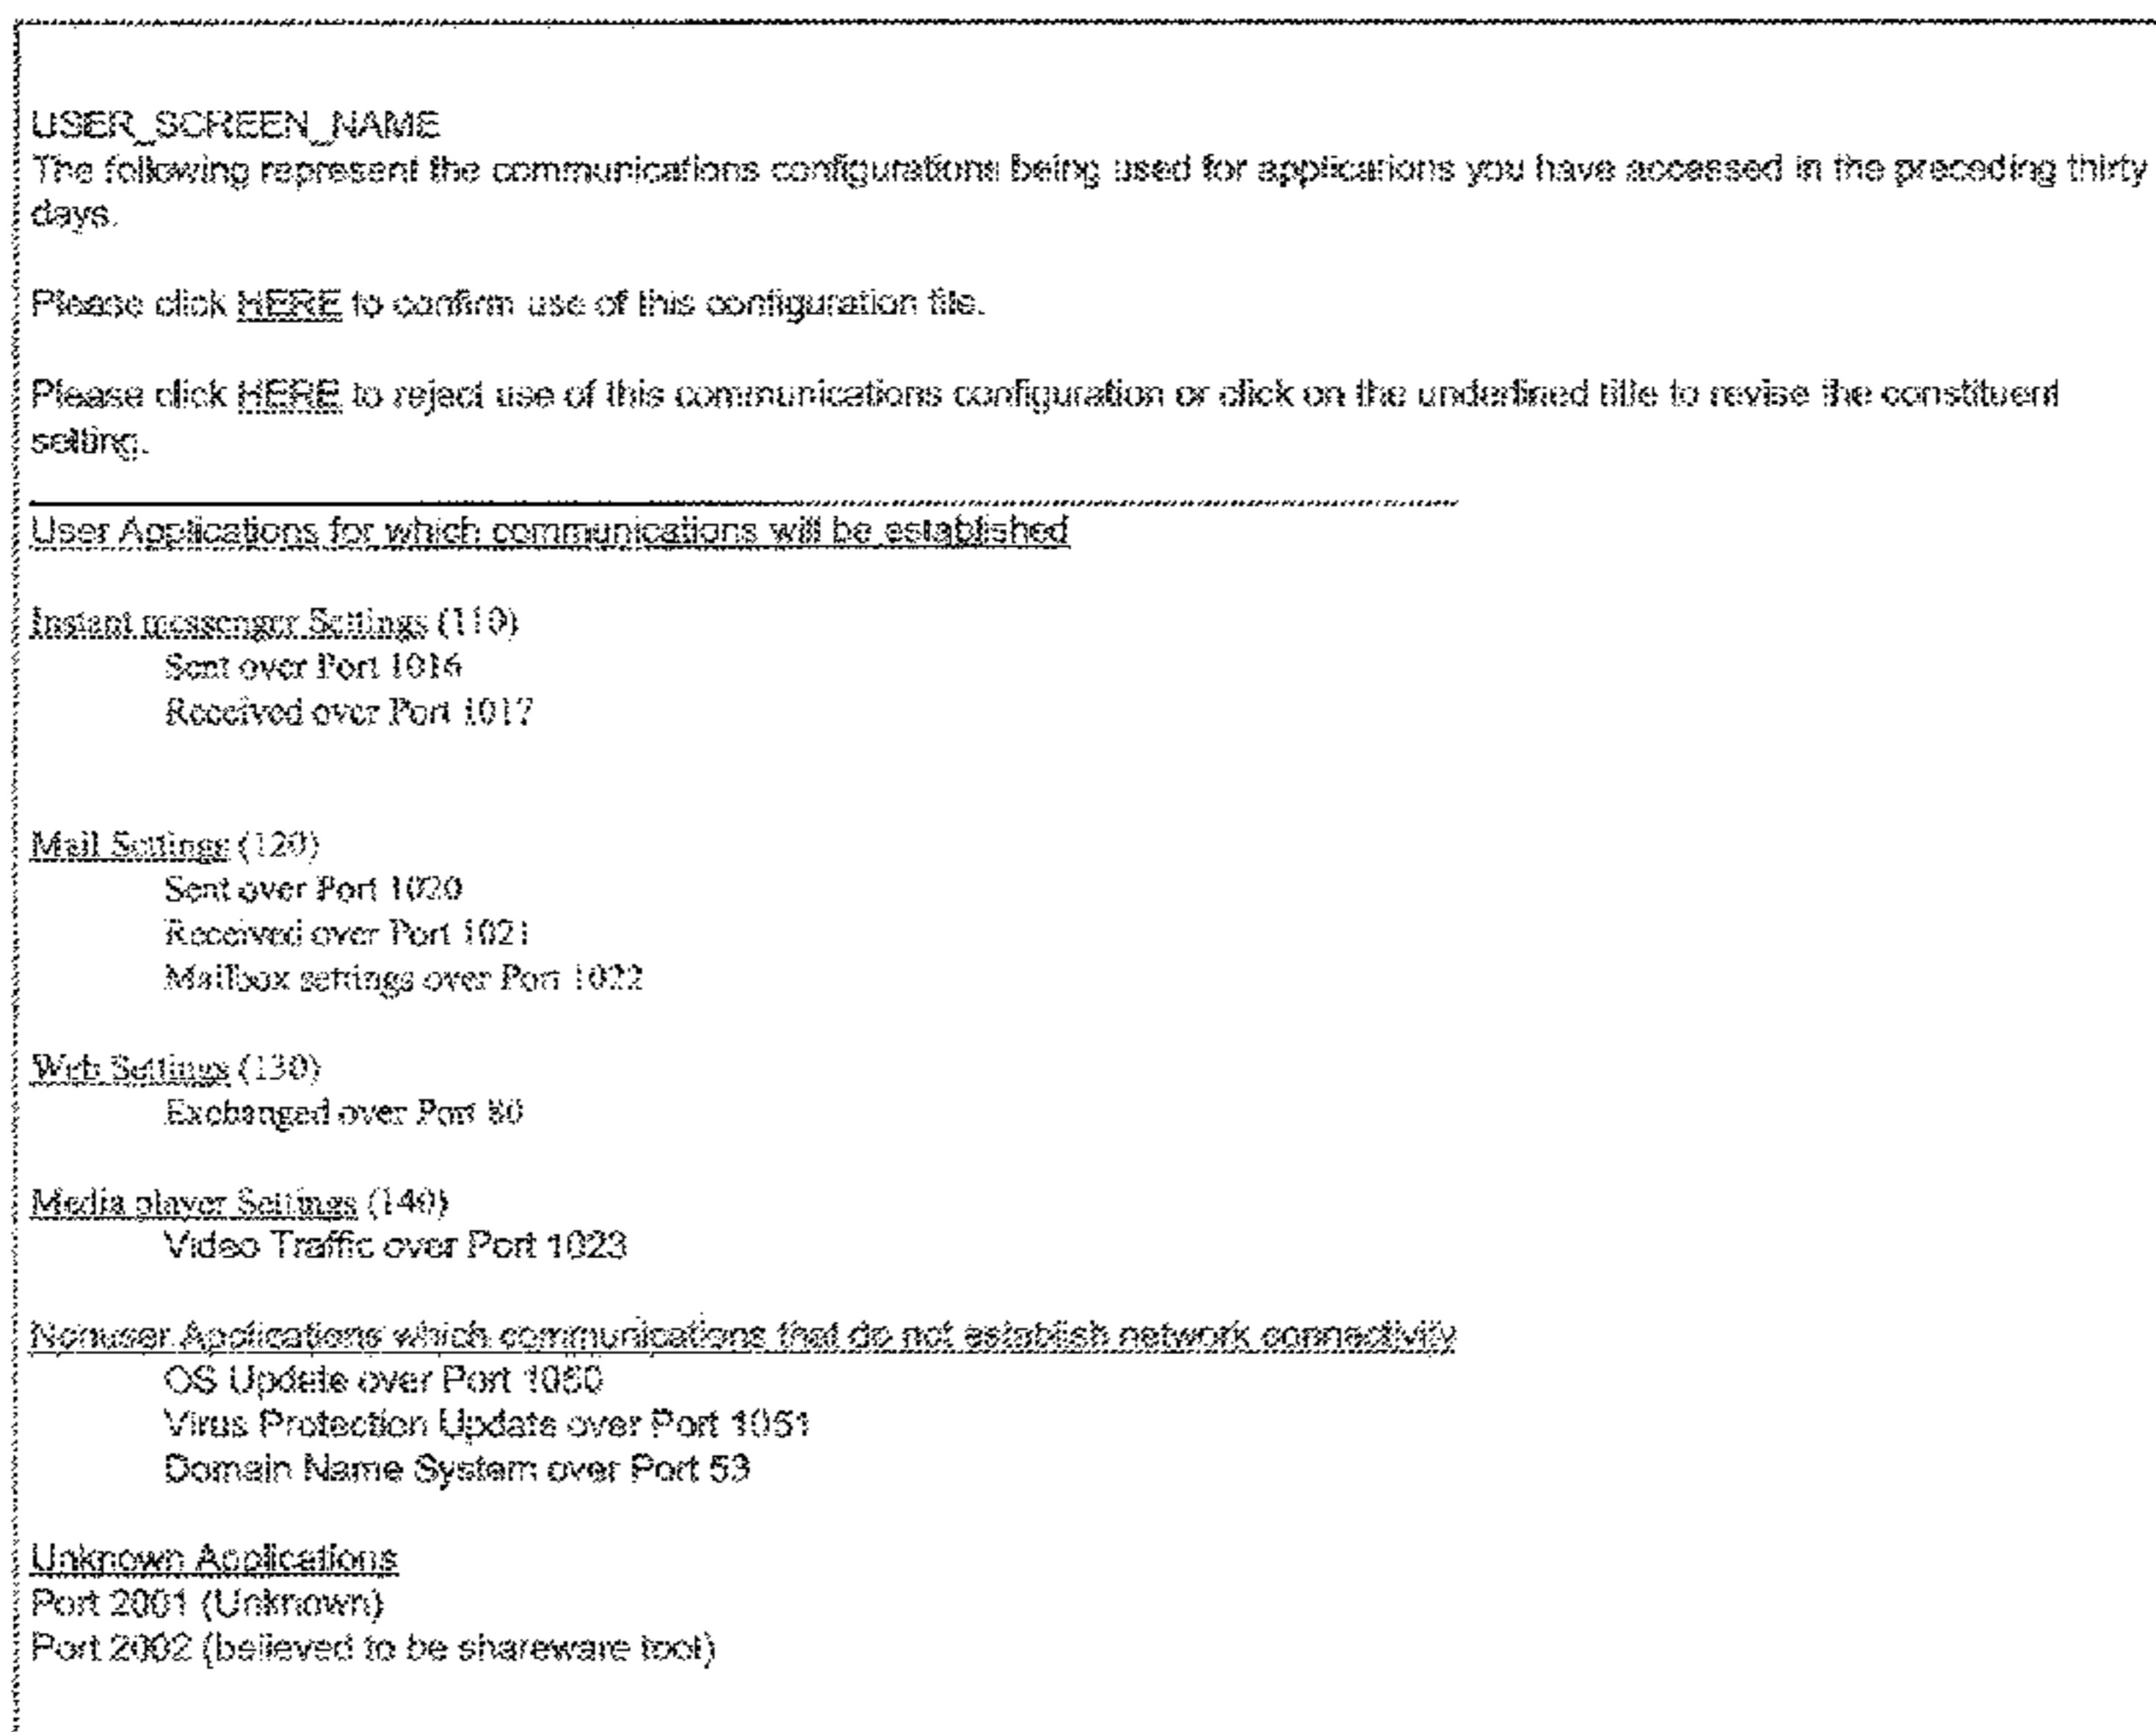 USER_SCREEN_NAME
The following represent the communications configurations being used for applications you have accessed in the preceding thirty
days.
Please click HERE to confirm use of this configuration file.
Please click HERE to reject use of this communications configuration or click on the underlined title to revise the constituent
setting.
User Applications for which communications will be established
Instant messenger Settings (110)
Sent over Port 1016
Received over Port 1017
Mail Settings (120)
Sent over Port 1020
Received over Port 1021
Mailbox settings over Port 1022
Web Settings (130)
Exchanged over Port 80
Media player Settings (140)
Video Traffic over Port 1023
Nonuser Applications which communications that do not establish network connectivity
OS Update over Port
Virus Protection Update over Port
Domain Name System over Port 53
Unknown Applications
Port 2001 (Unknown)
Port 2002 (believed to be shareware tool)